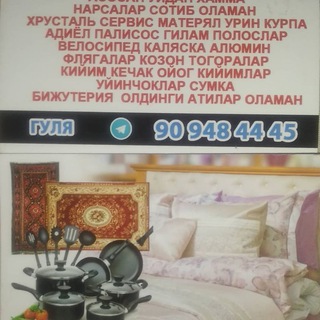 НАРСАЛАР СОТИБ ОЛАМАН
ХРУСТАЛЬ СЕРВИС МАТЕРЯЛ УРИН КУРПА
АДИЁЛ ПАЛИСОС ГИЛАМ ПОЛОСЛАР
ВЕЛОСИПЕД КАЛЯСКА АЛЮМИН
ФЛЯГАЛАР КОЗОН ТОГОРАЛАР
КИЙИМ КЕЧАК ОЙОГ КИЙИМЛАР
УЙИНЧОКЛАР СУМКА
БИЖУТЕРИЯ ОЛДИНГИ АТИЛАР ОЛАМАН
ГУЛЯ 90 948 44 45